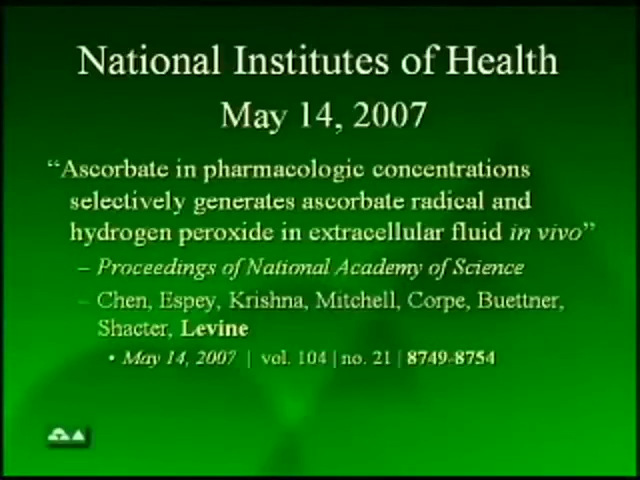 National Institutes of Health
May 14, 2007
“Ascorbate in pharmacologic concentrations
selectively generates ascorbate radical and
hydrogen peroxide in extracellular fluid in vivo”
– Proceedings of National Academy of Science
– Chen, Espey, Krishna, Mitchell, Corpe, Buettner,
Shacter, Levine
• May 14, 2007 | vol. 104 | no. 21 | 8749-8754